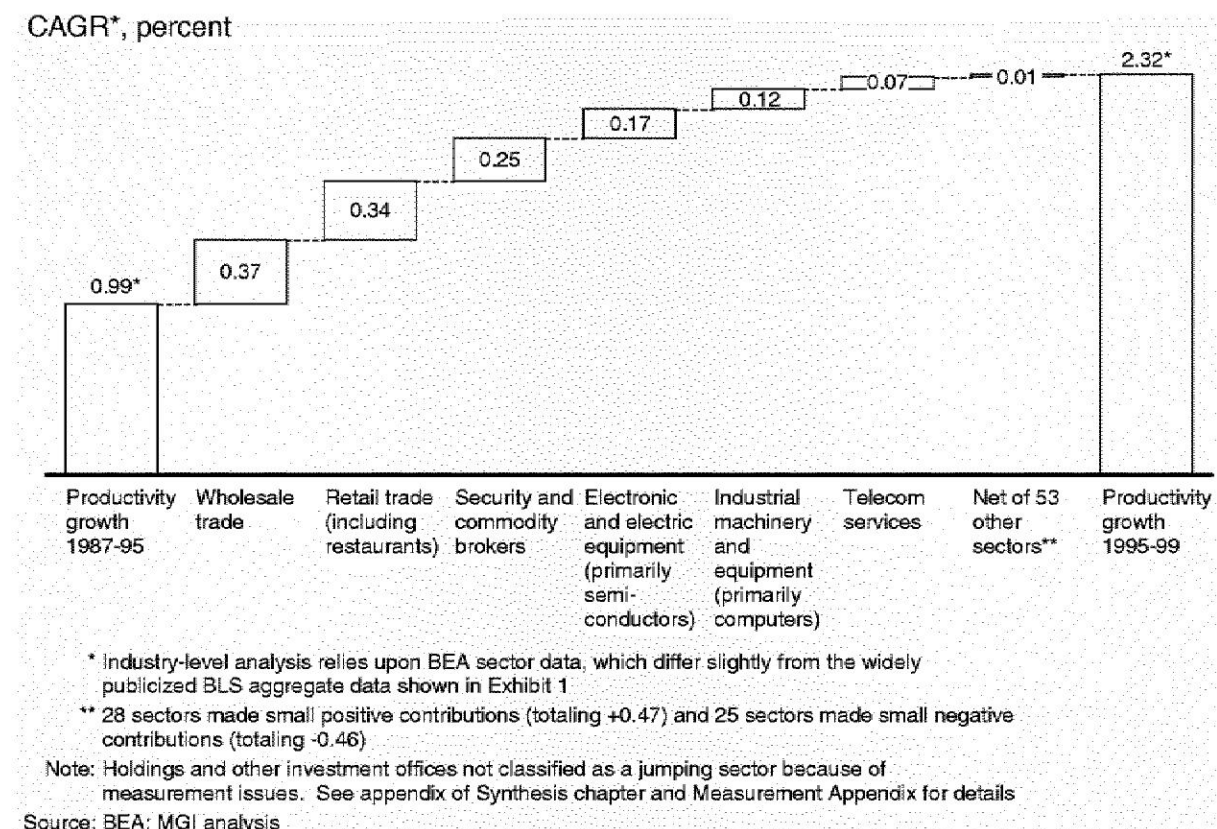 CAGR*, percent
2.32*
0.07
0.01
0.12
0.17
0.25
0.34
0.37
0.99*
Productivity
growth
1987-95
Wholesale
trade
Retail trade
(including
restaurants)
Security and
commodity
brokers
Electronic
and electric
equipment
(primarily
semi-
conductors)
Industrial
machinery
and
equipment
(primarily
computers)
Telecom
services
Net of 53
other
sectors**
Productivity
growth
1995-99
* Industry-level analysis relies upon BEA sector data, which differ slightly from the widely
publicized BLS aggregate data shown in Exhibit 1
** 28 sectors made small positive contributions (totaling +0.47) and 25 sectors made small negative
contributions (totaling -0.46)
Note: Holdings and other investment offices not classified as a jumping sector because of
measurement issues. See appendix of Synthesis chapter and Measurement Appendix for details
Source: BEA; MGI analysis